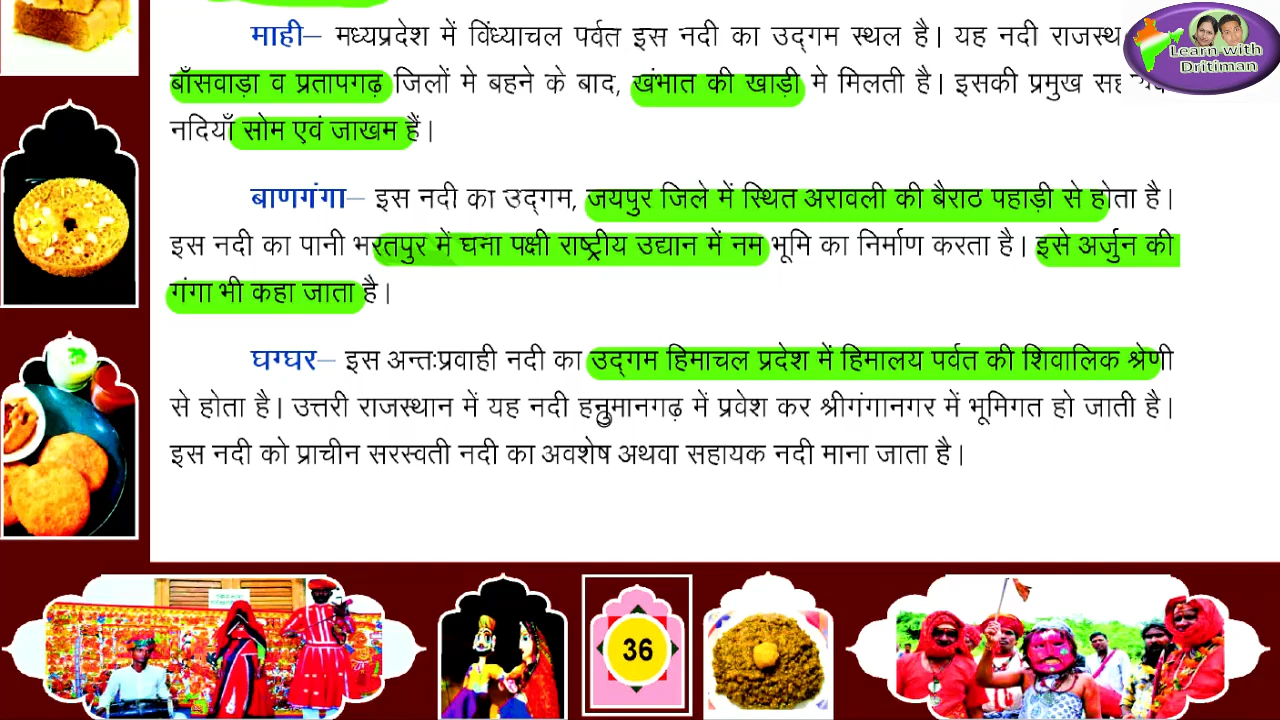 माही– मध्यप्रदेश में विंध्याचल पर्वत इस नदी का उद्गम स्थल है। यह नदी
बाँसवाड़ा व प्रतापगढ़ जिलों मे बहने के बाद, खंभात की खाड़ी मे मिलती है। इसकी प्रमुख
नदियाँ सोम एवं जाखम हैं।
बाणगंगा– इस नदी का उद्गम, जयपुर जिले में स्थित अरावली की बैराठ पहाड़ी से होता है।
इस नदी का पानी भरतपुर में घना पक्षी राष्ट्रीय उद्यान में नम भूमि का निर्माण करता है। इसे अर्जुन की
गंगा भी कहा जाता है।
घग्घर– इस अन्तःप्रवाही नदी का उद्गम हिमाचल प्रदेश में हिमालय पर्वत की शिवालिक श्रेणी
से होता है। उत्तरी राजस्थान में यह नदी हनुमानगढ़ में प्रवेश कर श्रीगंगानगर में भूमिगत हो जाती है।
इस नदी को प्राचीन सरस्वती नदी का अवशेष अथवा सहायक नदी माना जाता है।
36
Learn with
Dritiman